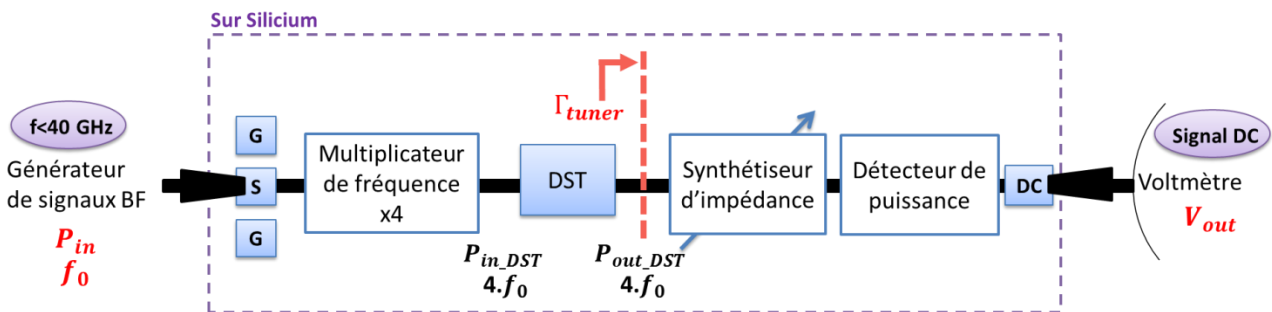 Sur Silicium
f<40 GHz
Générateur
de signaux BF
P_in
f_0
G
S
G
Multiplicateur
de fréquence
x4
DST
P_in_DST
4.f_0
Γ_tuner
P_out_DST
4.f_0
Synthétiseur
d'impédance
Détecteur de
puissance
DC
Signal DC
Voltmètre
V_out